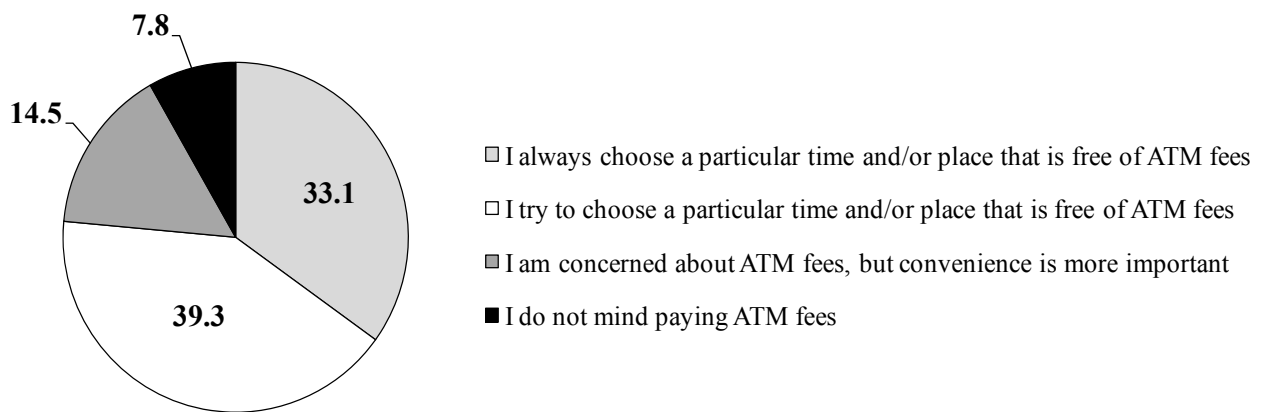 7.8
14.5
33.1
39.3
I always choose a particular time and/or place that is free of ATM fees
I try to choose a particular time and/or place that is free of ATM fees
I am concerned about ATM fees, but convenience is more important
I do not mind paying ATM fees